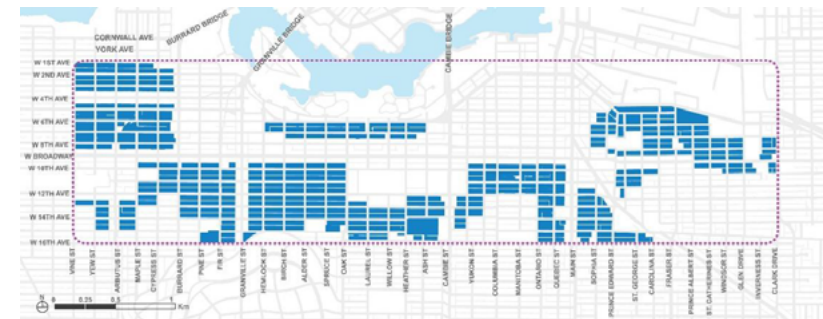 CORNWALL AVE
YORK AVE
BURRARD BRIDGE
GRANVILLE BRIDGE
CAMBIE BRIDGE
W 1ST AVE
W 2ND AVE
W 4TH AVE
W 6TH AVE
W 8TH AVE
W BROADWAY
W 10TH AVE
W 12TH AVE
W 14TH AVE
W 16TH AVE
VINE ST
YEW ST
ARBUTUS ST
MAPLE ST
CYPRESS ST
BURRARD ST
PINE ST
FIR ST
GRANVILLE ST
HEMLOCK ST
BIRCH ST
ALDER ST
SPRUCE ST
OAK ST
LAUREL ST
WILLOW ST
HEATHER ST
ASH ST
CAMBIE ST
YUKON ST
COLUMBIA ST
MANITOBA ST
ONTARIO ST
QUEBEC ST
MAIN ST
SOPHIA ST
PRINCE EDWARD ST
ST. GEORGE ST
CAROLINA ST
FRASER ST
PRINCE ALBERT ST
ST. CATHERINES ST
WINDSOR ST
GLEN DRIVE
INVERNESS ST
CLARK DRIVE
0 0.25 0.5 1
Km